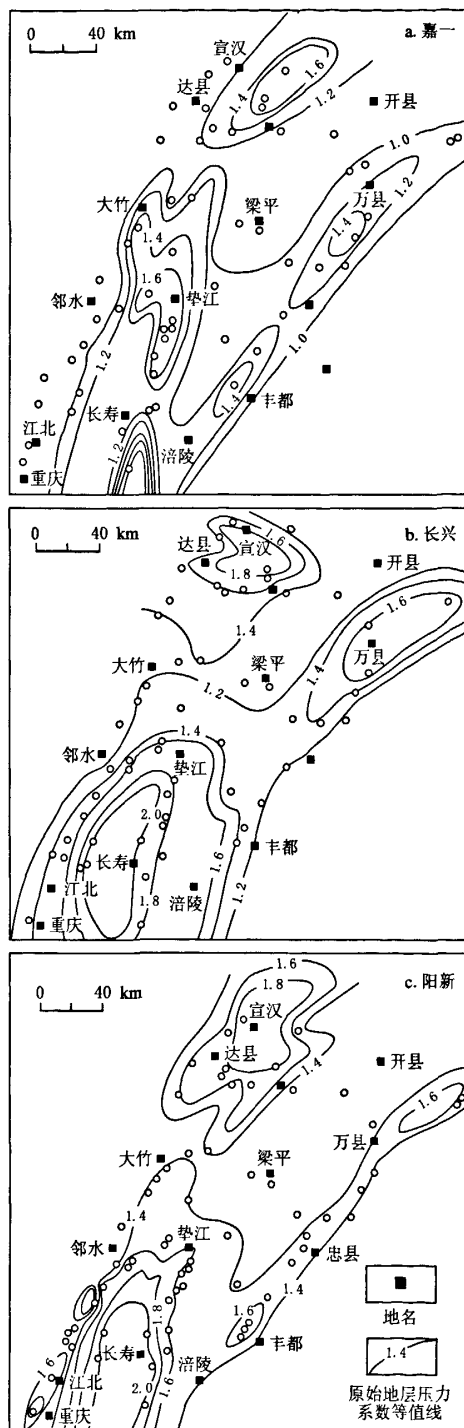 0 40 km
a. 嘉一
宣汉
1.6
达县
1.4
1.2
开县
1.0
大竹
梁平
万县
1.2
1.4
1.4
1.6
邻水
垫江
1.2
1.0
长寿
1.4
丰都
江北
1.2
涪陵
重庆
0 40 km
b. 长兴
达县
宣汉
1.6
1.8
开县
1.4
1.6
大竹
梁平
1.4
万县
1.2
1.4
邻水
垫江
2.0
长寿
1.6
丰都
江北
1.8
涪陵
1.2
重庆
0 40 km
c. 阳新
1.6
1.8
宣汉
达县
1.4
开县
1.6
万县
大竹
梁平
1.4
垫江
邻水
忠县
1.8
1.4
1.6
地名
1.6
长寿
丰都
江北
2.0
涪陵
1.4
1.6
重庆
原始地层压力
系数等值线